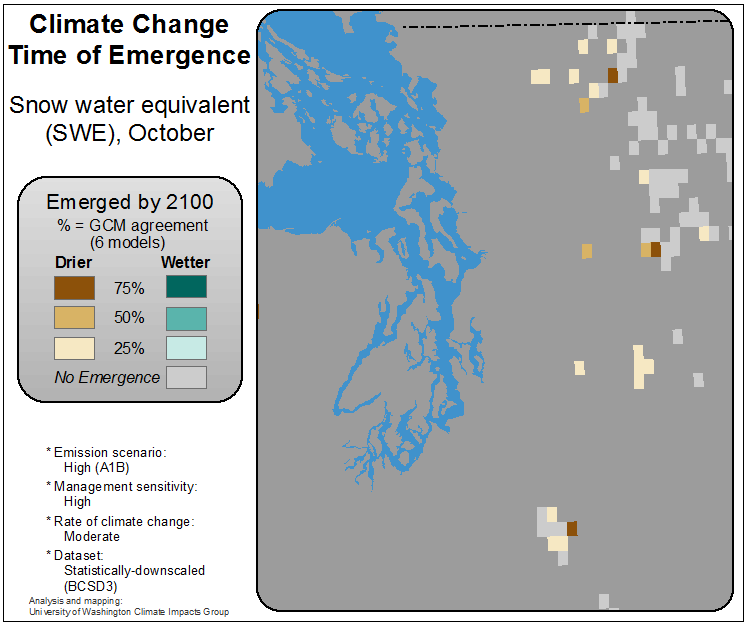 Climate Change
Time of Emergence
Snow water equivalent
(SWE), October
Emerged by 2100
% = GCM agreement
(6 models)
Drier Wetter
75%
50%
25%
No Emergence
* Emission scenario:
High (A1B)
* Management sensitivity:
High
* Rate of climate change:
Moderate
* Dataset:
Statistically-downscaled
(BCSD3)
Analysis and mapping:
University of Washington Climate Impacts Group